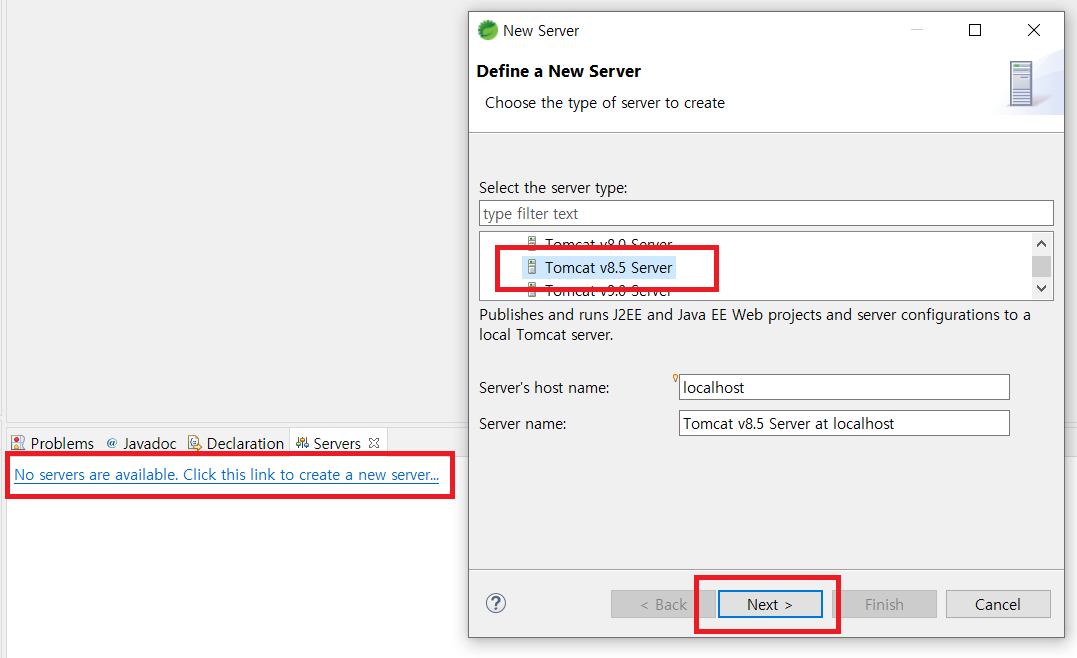 New Server
Define a New Server
Choose the type of server to create
Select the server type:
type filter text
Tomcat v8.0 Server
Tomcat v8.5 Server
Tomcat v9.0 Server
Publishes and runs J2EE and Java EE Web projects and server configurations to a
local Tomcat server.
Server's host name:
localhost
Server name:
Tomcat v8.5 Server at localhost
Problems @ Javadoc Declaration Servers
No servers are available. Click this link to create a new server...
? < Back Next > Finish Cancel